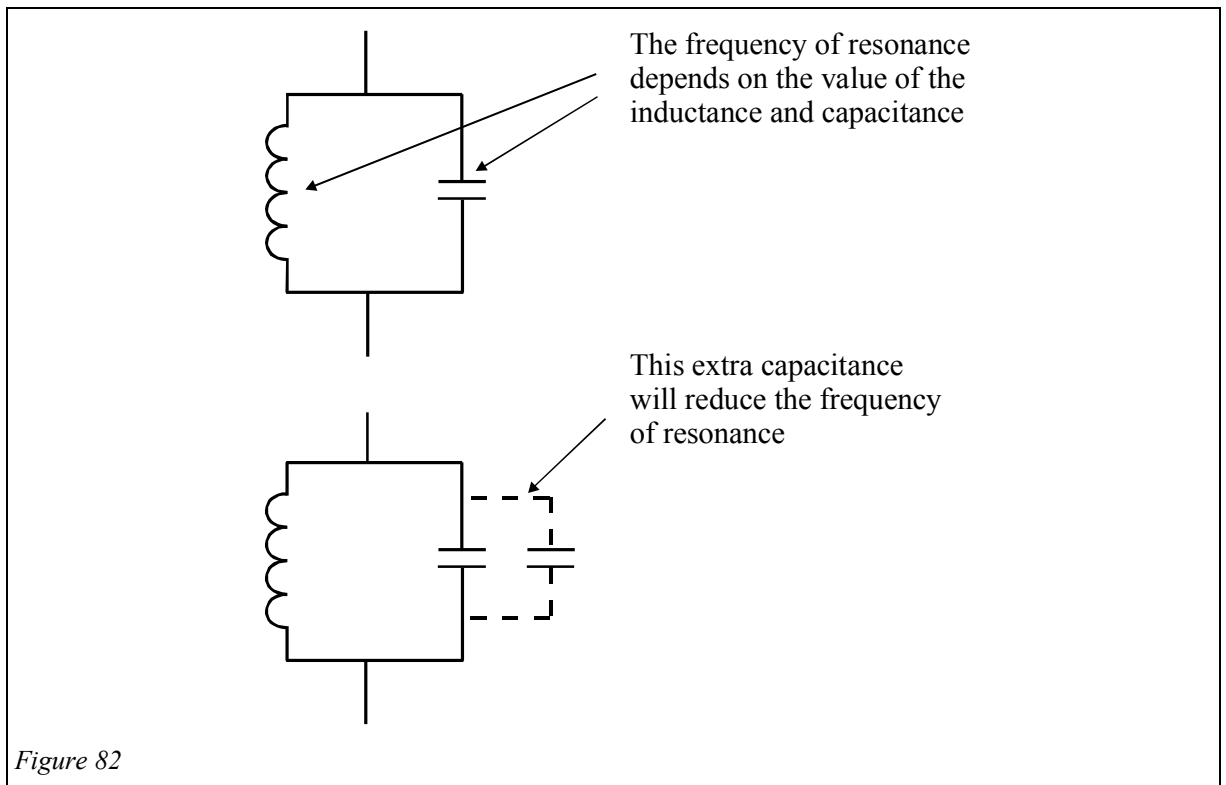 The frequency of resonance
depends on the value of the
inductance and capacitance
This extra capacitance
will reduce the frequency
of resonance
Figure 82